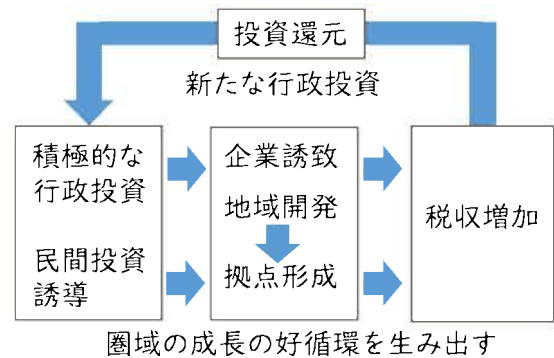 投資還元
新たな行政投資
積極的な
行政投資
民間投資
誘導
企業誘致
地域開発
拠点形成
税収増加
圏域の成長の好循環を生み出す